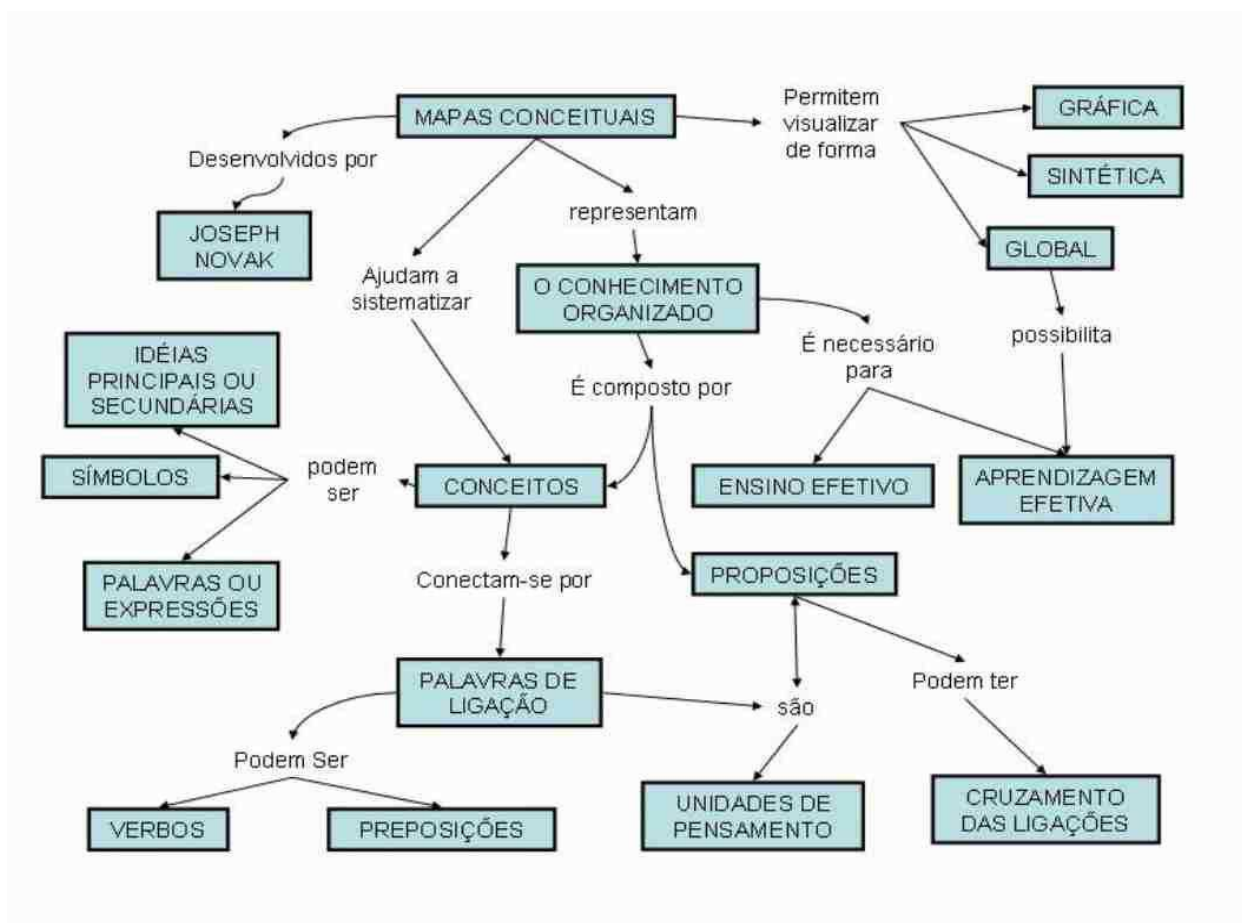 MAPAS CONCEITUAIS
Permitem
visualizar
de forma
GRÁFICA
SINTÉTICA
GLOBAL
possibilita
Desenvolvidos por
JOSEPH
NOVAK
representam
Ajudam a
sistematizar
O CONHECIMENTO
ORGANIZADO
É necessário
para
É composto por
IDÉIAS
PRINCIPAIS OU
SECUNDÁRIAS
SÍMBOLOS
podem
ser
CONCEITOS
ENSINO EFETIVO
APRENDIZAGEM
EFETIVA
PALAVRAS OU
EXPRESSÕES
Conectam-se por
PROPOSIÇÕES
PALAVRAS DE
LIGAÇÃO
são
Podem ter
Podem Ser
VERBOS
PREPOSIÇÕES
UNIDADES DE
PENSAMENTO
CRUZAMENTO
DAS LIGAÇÕES